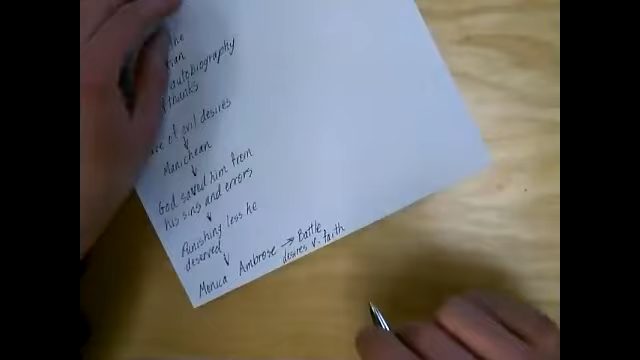 the
autobiography
thanks
of evil desires
Manichean
God saved him from
his sins and errors
Punishing less he
deserved
Monica Ambrose → Battle
desires v. faith